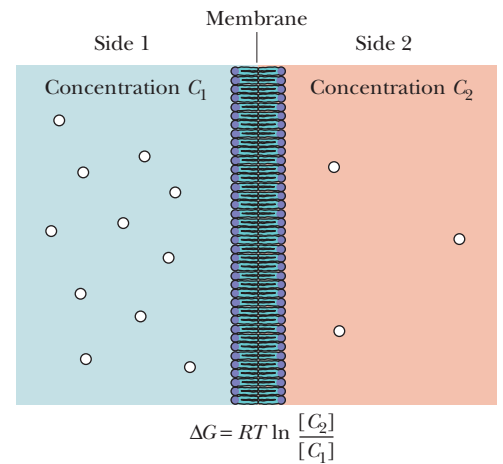 Membrane
Side 1
Side 2
Concentration C₁
Concentration C₂
ΔG = RT ln [C₂]/[C₁]